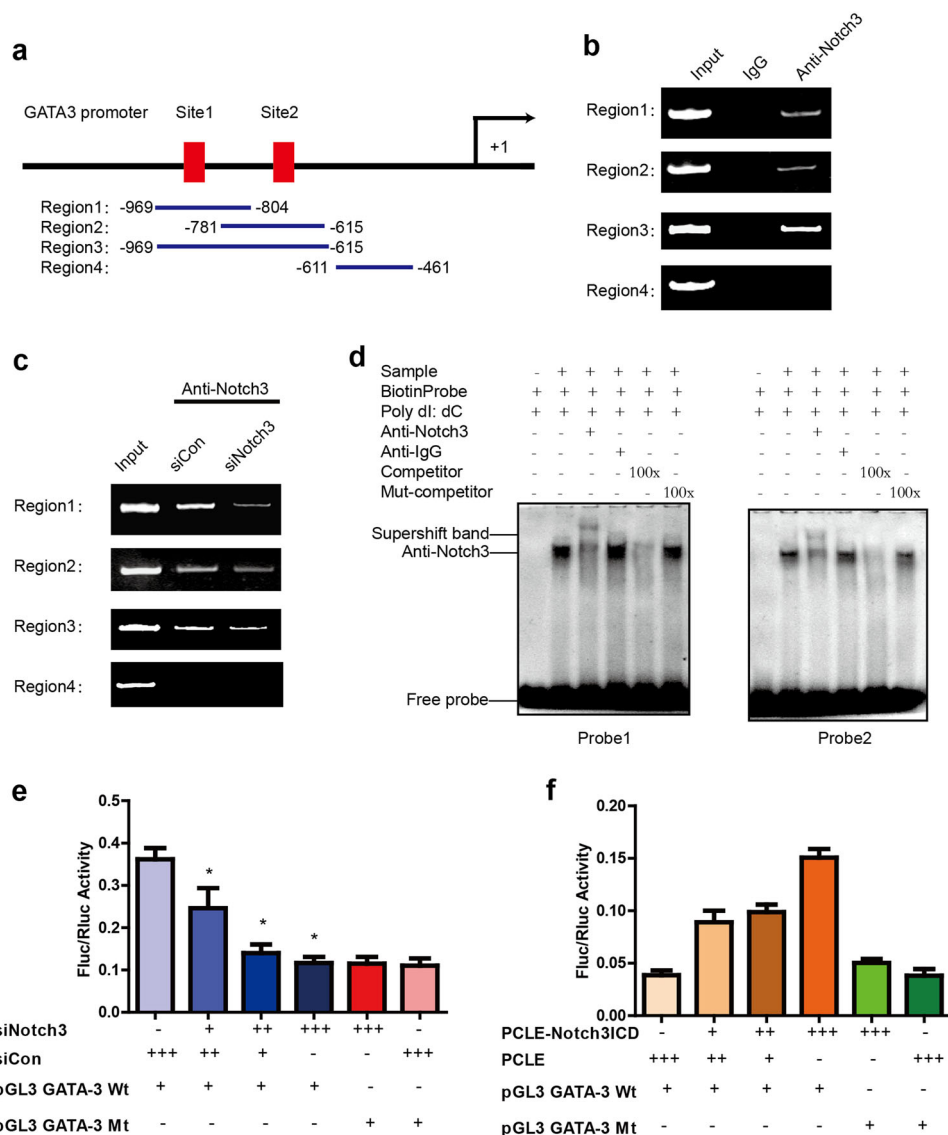 a
GATA3 promoter Site1 Site2
+1
Region1: -969 -804
Region2: -781 -615
Region3: -969 -615
Region4: -611 -461
b
Input IgG Anti-Notch3
Region1:
Region2:
Region3:
Region4:
c
Anti-Notch3
Input siCon siNotch3
Region1:
Region2:
Region3:
Region4:
d
Sample - + + + + + - + + + + +
BiotinProbe + + + + + + + + + + + +
Poly dI: dC + + + + + + + + + + + +
Anti-Notch3 - - + - - - - - + - - -
Anti-IgG - - - + - - - - - + - -
Competitor - - - - 100x - - - - - 100x -
Mut-competitor - - - - - 100x - - - - - 100x
Supershift band
Anti-Notch3
Free probe
Probe1 Probe2
e
Fluc/Rluc Activity
0.5
0.4
0.3
0.2
0.1
0.0
* * *
siNotch3 - + ++ +++ +++ -
siCon +++ ++ + - - +++
pGL3 GATA-3 Wt + + + + - -
pGL3 GATA-3 Mt - - - - + +
f
Fluc/Rluc Activity
0.20
0.15
0.10
0.05
0.00
PCLE-Notch3ICD - + ++ +++ +++ -
PCLE +++ ++ + - - +++
pGL3 GATA-3 Wt + + + + - -
pGL3 GATA-3 Mt - - - - + +